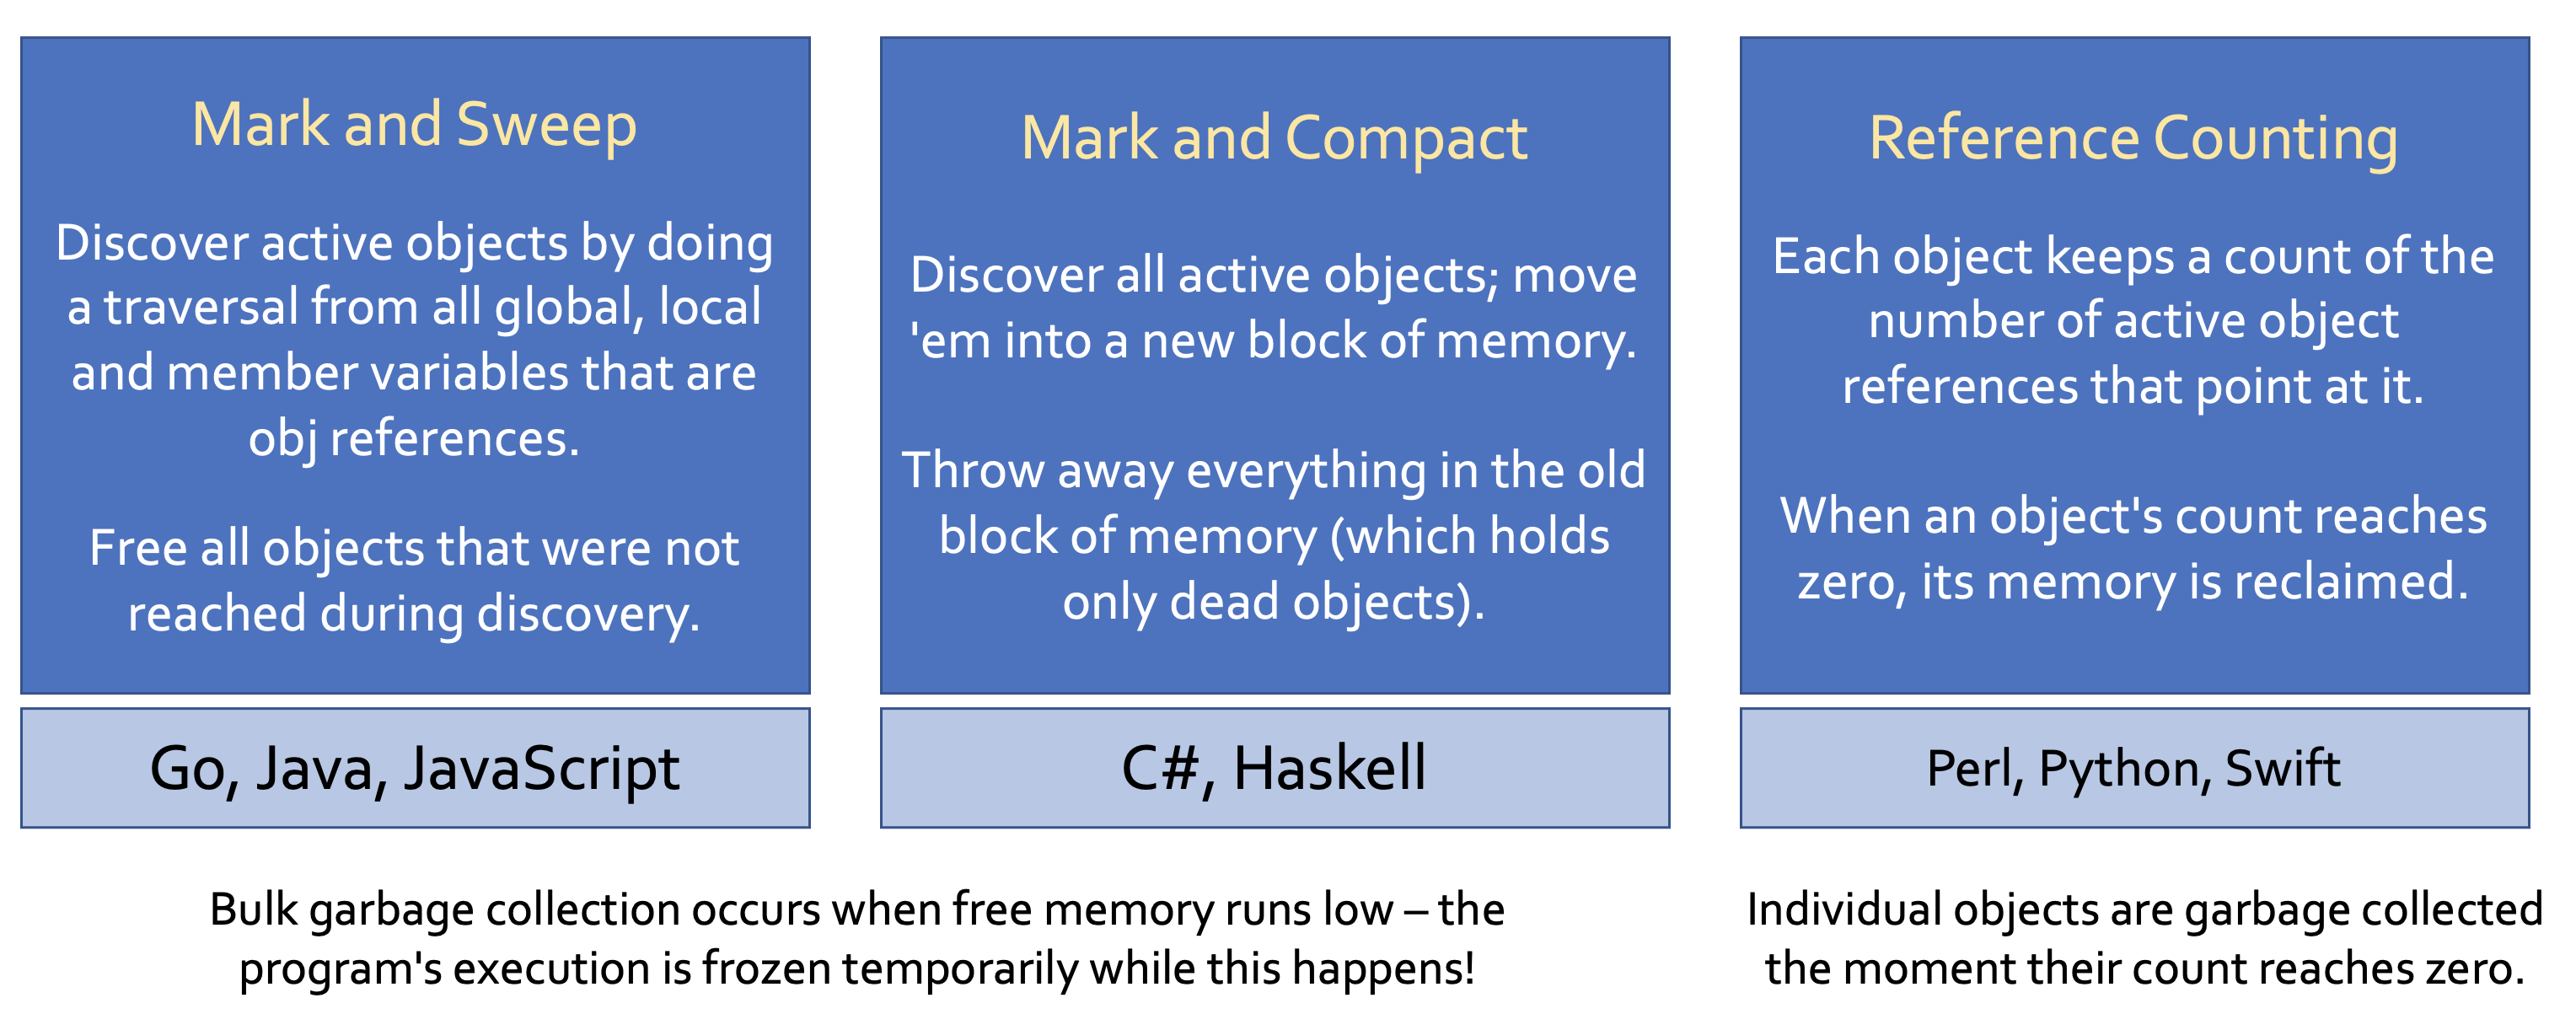 Mark and Sweep
Discover active objects by doing
a traversal from all global, local
and member variables that are
obj references.
Free all objects that were not
reached during discovery.
Go, Java, JavaScript
Mark and Compact
Discover all active objects; move
'em into a new block of memory.
Throw away everything in the old
block of memory (which holds
only dead objects).
C#, Haskell
Reference Counting
Each object keeps a count of the
number of active object
references that point at it.
When an object's count reaches
zero, its memory is reclaimed.
Perl, Python, Swift
Bulk garbage collection occurs when free memory runs low – the
program's execution is frozen temporarily while this happens!
Individual objects are garbage collected
the moment their count reaches zero.